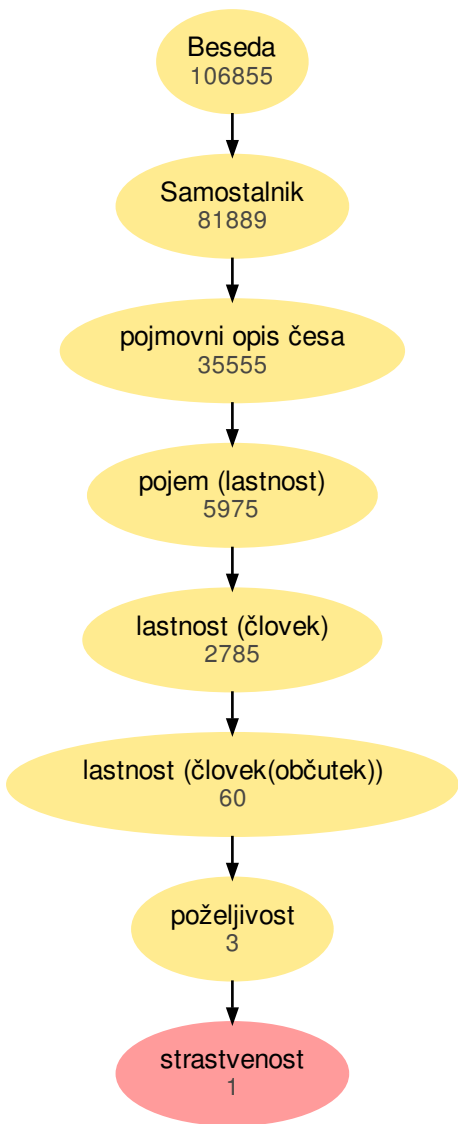 Beseda
106855
Samostalnik
81889
pojmovni opis česa
35555
pojem (lastnost)
5975
lastnost (človek)
2785
lastnost (človek(občutek))
60
poželjivost
3
strastvenost
1